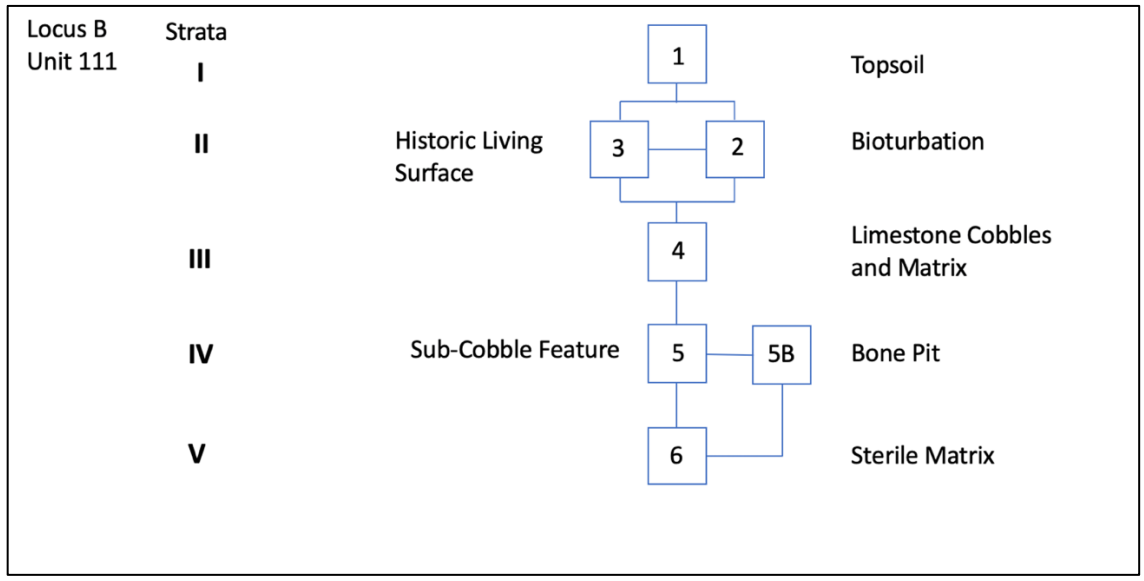 Locus B
Unit 111
Strata
I
1
Topsoil
II
Historic Living
Surface
3
2
Bioturbation
III
4
Limestone Cobbles
and Matrix
IV
Sub-Cobble Feature
5
5B
Bone Pit
V
6
Sterile Matrix